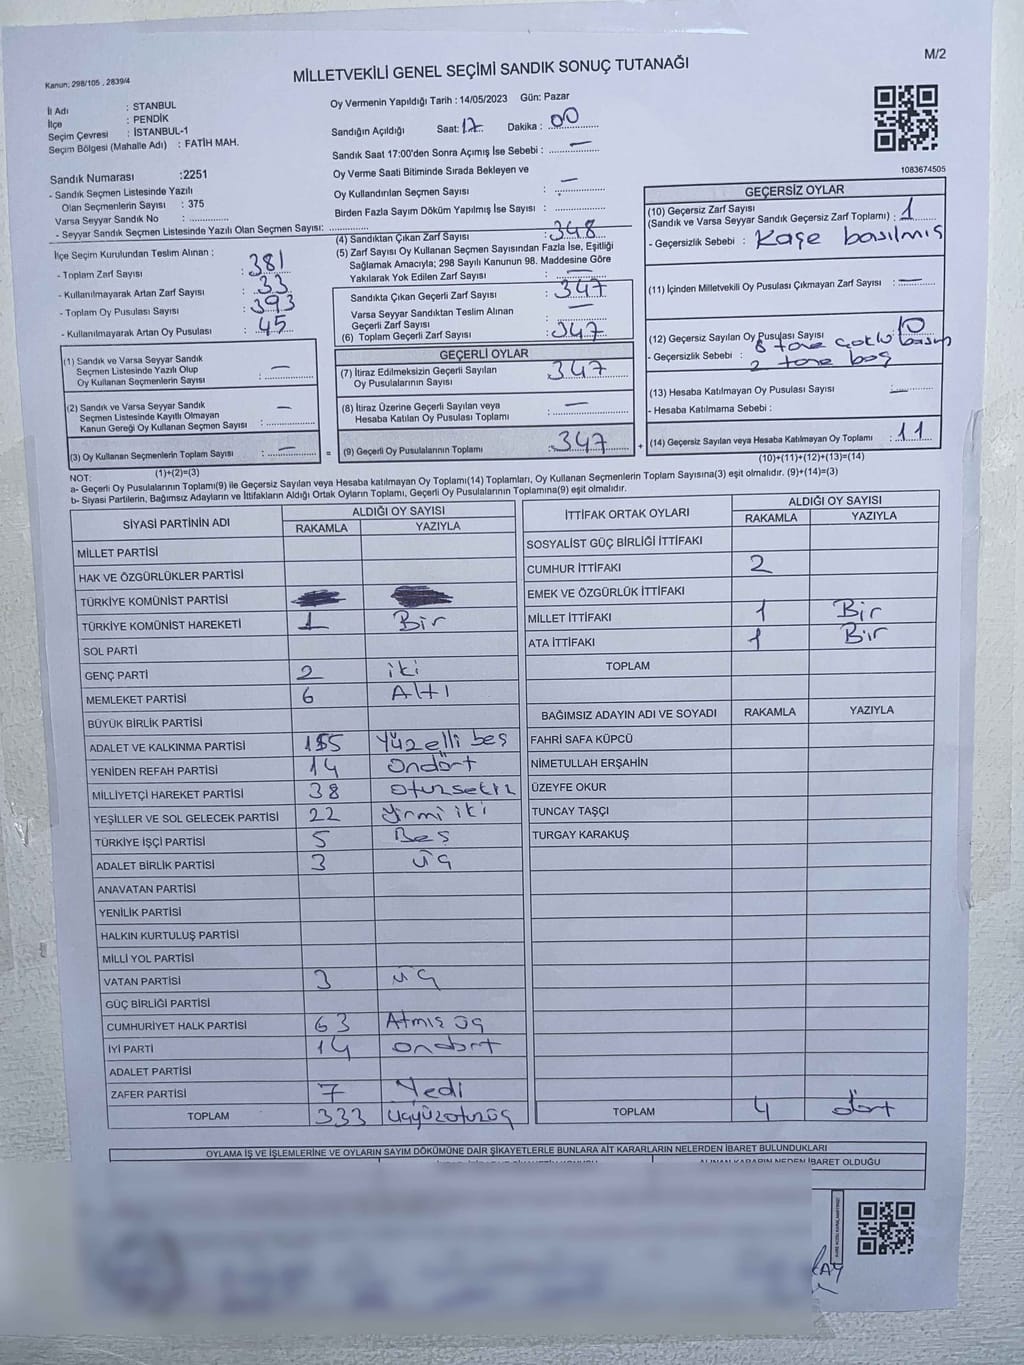 Kanun: 298/105 , 2839/4
MİLLETVEKİLİ GENEL SEÇİMİ SANDIK SONUÇ TUTANAĞI
M/2
İl Adı : STANBUL
İlçe : PENDİK
Seçim Çevresi : İSTANBUL-1
Seçim Bölgesi (Mahalle Adı) : FATİH MAH.
Sandık Numarası :2251
- Sandık Seçmen Listesinde Yazılı
Olan Seçmenlerin Sayısı : 375
Varsa Seyyar Sandık No :
- Seyyar Sandık Seçmen Listesinde Yazılı Olan Seçmen Sayısı:
Oy Vermenin Yapıldığı Tarih : 14/05/2023 Gün: Pazar
Sandığın Açıldığı Saat: 17 Dakika : 00
Sandık Saat 17:00'den Sonra Açımış İse Sebebi : —
Oy Verme Saati Bitiminde Sırada Bekleyen ve
Oy Kullandırılan Seçmen Sayısı : —
Birden Fazla Sayım Döküm Yapılmış İse Sayısı :
1083674505
İlçe Seçim Kurulundan Teslim Alınan :
- Toplam Zarf Sayısı : 381
- Kullanılmayarak Artan Zarf Sayısı : 33
- Toplam Oy Pusulası Sayısı : 393
- Kullanılmayarak Artan Oy Pusulası : 45
(4) Sandıktan Çıkan Zarf Sayısı : 348
(5) Zarf Sayısı Oy Kullanan Seçmen Sayısından Fazla İse, Eşitliği
Sağlamak Amacıyla; 298 Sayılı Kanunun 98. Maddesine Göre
Yakılarak Yok Edilen Zarf Sayısı : —
Sandıkta Çıkan Geçerli Zarf Sayısı : 347
Varsa Seyyar Sandıktan Teslim Alınan
Geçerli Zarf Sayısı : —
(6) Toplam Geçerli Zarf Sayısı : 347
GEÇERSİZ OYLAR
(10) Geçersiz Zarf Sayısı
(Sandık ve Varsa Seyyar Sandık Geçersiz Zarf Toplamı) : 1
- Geçersizlik Sebebi : Kaşe basılmış
(11) İçinden Milletvekili Oy Pusulası Çıkmayan Zarf Sayısı : —
(12) Geçersiz Sayılan Oy Pusulası Sayısı : 10
- Geçersizlik Sebebi : 8 tane çoklu basım
2 tane boş
(13) Hesaba Katılmayan Oy Pusulası Sayısı : —
- Hesaba Katılmama Sebebi :
(14) Geçersiz Sayılan veya Hesaba Katılmayan Oy Toplamı : 11
(10)+(11)+(12)+(13)=(14)
(1) Sandık ve Varsa Seyyar Sandık
Seçmen Listesinde Yazılı Olup
Oy Kullanan Seçmenlerin Sayısı : —
(2) Sandık ve Varsa Seyyar Sandık
Seçmen Listesinde Kayıtlı Olmayan
Kanun Gereği Oy Kullanan Seçmen Sayısı : —
(3) Oy Kullanan Seçmenlerin Toplam Sayısı : —
(1)+(2)=(3)
GEÇERLİ OYLAR
(7) İtiraz Edilmeksizin Geçerli Sayılan
Oy Pusulalarının Sayısı : 347
(8) İtiraz Üzerine Geçerli Sayılan veya
Hesaba Katılan Oy Pusulası Toplamı : —
= (9) Geçerli Oy Pusulalarının Toplamı : 347 +
NOT:
a- Geçerli Oy Pusulalarının Toplamı(9) ile Geçersiz Sayılan veya Hesaba katılmayan Oy Toplamı(14) Toplamları, Oy Kullanan Seçmenlerin Toplam Sayısına(3) eşit olmalıdır. (9)+(14)=(3)
b- Siyasi Partilerin, Bağımsız Adayların ve İttifakların Aldığı Ortak Oyların Toplamı, Geçerli Oy Pusulalarının Toplamına(9) eşit olmalıdır.
SİYASİ PARTİNİN ADI ALDIĞI OY SAYISI
RAKAMLA YAZIYLA
MİLLET PARTİSİ
HAK VE ÖZGÜRLÜKLER PARTİSİ
TÜRKİYE KOMÜNİST PARTİSİ
TÜRKİYE KOMÜNİST HAREKETİ 1 Bir
SOL PARTİ
GENÇ PARTİ 2 iki
MEMLEKET PARTİSİ 6 Altı
BÜYÜK BİRLİK PARTİSİ
ADALET VE KALKINMA PARTİSİ 155 Yüzelli beş
YENİDEN REFAH PARTİSİ 14 Ondört
MİLLİYETÇİ HAREKET PARTİSİ 38 otuzsekiz
YEŞİLLER VE SOL GELECEK PARTİSİ 22 yirmi iki
TÜRKİYE İŞÇİ PARTİSİ 5 Beş
ADALET BİRLİK PARTİSİ 3 üç
ANAVATAN PARTİSİ
YENİLİK PARTİSİ
HALKIN KURTULUŞ PARTİSİ
MİLLİ YOL PARTİSİ
VATAN PARTİSİ 3 üç
GÜÇ BİRLİĞİ PARTİSİ
CUMHURİYET HALK PARTİSİ 63 Atmış üç
İYİ PARTİ 14 ondört
ADALET PARTİSİ
ZAFER PARTİSİ 7 Yedi
TOPLAM 333 üçyüzotuzüç
İTTİFAK ORTAK OYLARI ALDIĞI OY SAYISI
RAKAMLA YAZIYLA
SOSYALİST GÜÇ BİRLİĞİ İTTİFAKI
CUMHUR İTTİFAKI 2
EMEK VE ÖZGÜRLÜK İTTİFAKI
MİLLET İTTİFAKI 1 Bir
ATA İTTİFAKI 1 Bir
TOPLAM
BAĞIMSIZ ADAYIN ADI VE SOYADI RAKAMLA YAZIYLA
FAHRİ SAFA KÜPCÜ
NİMETULLAH ERŞAHİN
ÜZEYFE OKUR
TUNCAY TAŞÇI
TURGAY KARAKUŞ
TOPLAM 4 dört
OYLAMA İŞ VE İŞLEMLERİNE VE OYLARIN SAYIM DÖKÜMÜNE DAİR ŞİKAYETLERLE BUNLARA AİT KARARLARIN NELERDEN İBARET BULUNDUKLARI
ALINAN KARARIN NEDEN İBARET OLDUĞU